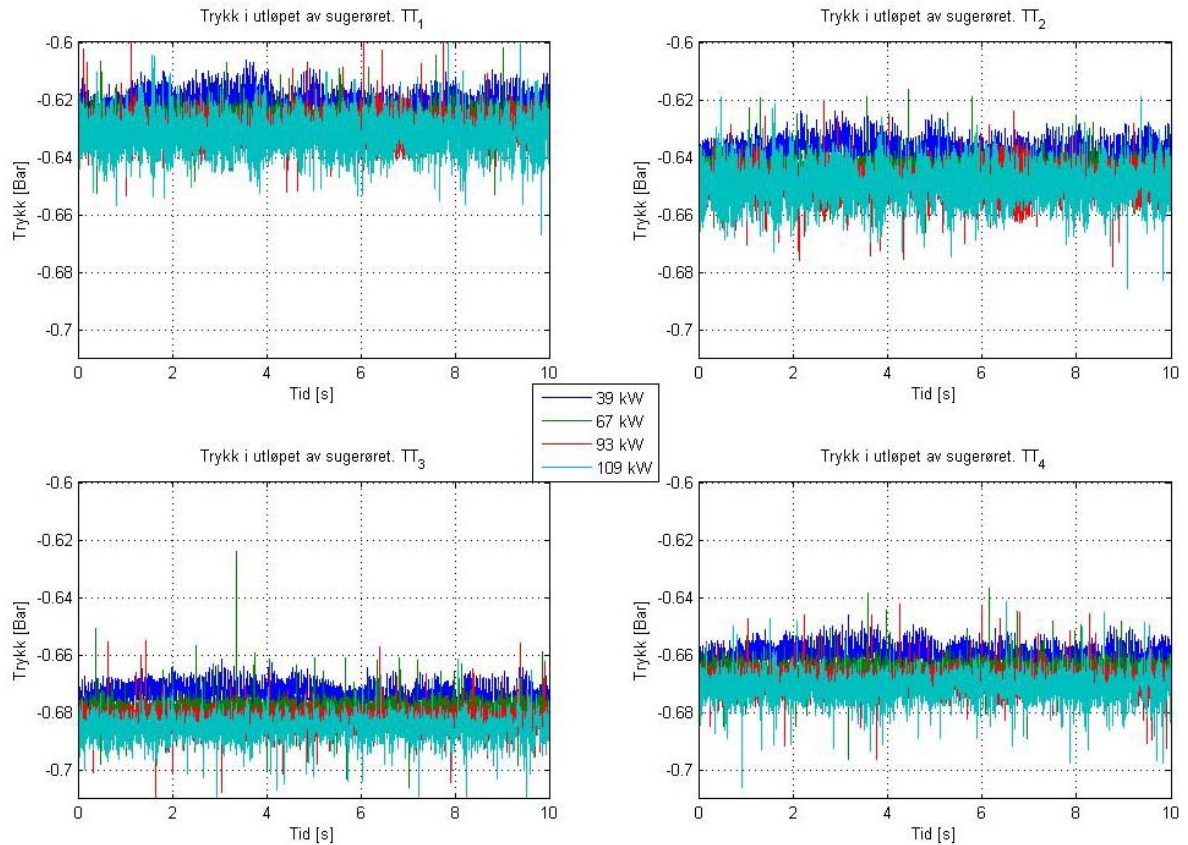 Trykk i utløpet av sugerøret. TT1
-0.6
-0.62
-0.64
-0.66
-0.68
-0.7
Trykk [Bar]
0 2 4 6 8 10
Tid [s]
Trykk i utløpet av sugerøret. TT2
-0.6
-0.62
-0.64
-0.66
-0.68
-0.7
Trykk [Bar]
0 2 4 6 8 10
Tid [s]
39 kW
67 kW
93 kW
109 kW
Trykk i utløpet av sugerøret. TT3
-0.6
-0.62
-0.64
-0.66
-0.68
-0.7
Trykk [Bar]
0 2 4 6 8 10
Tid [s]
Trykk i utløpet av sugerøret. TT4
-0.6
-0.62
-0.64
-0.66
-0.68
-0.7
Trykk [Bar]
0 2 4 6 8 10
Tid [s]